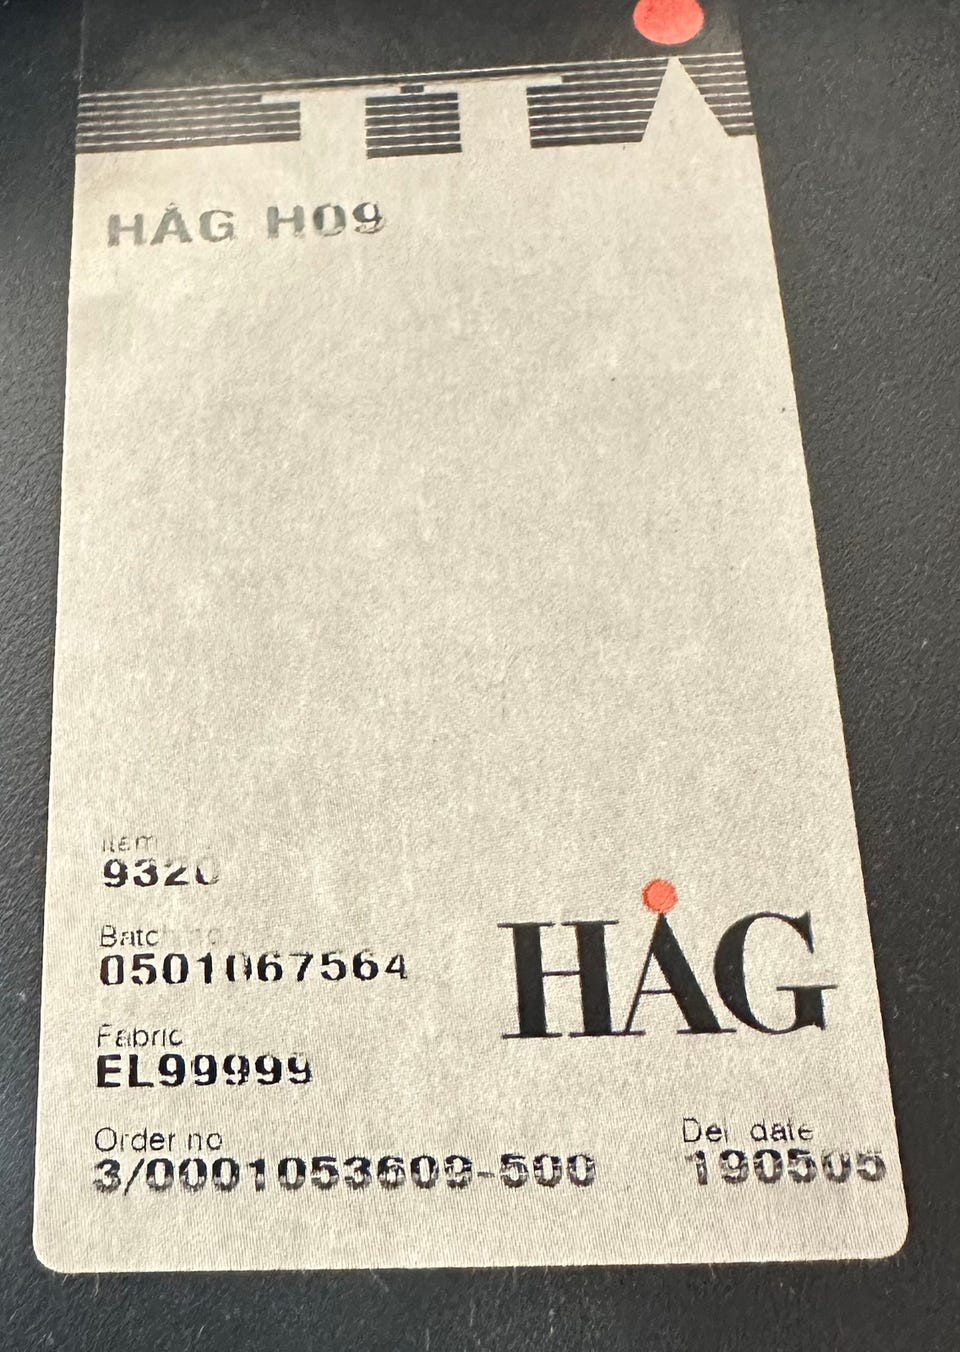 HÅG H09
Item
9320
Batch no
0501067564
HÅG
Fabric
EL99999
Order no
Del date
3/0001053609-500
190505